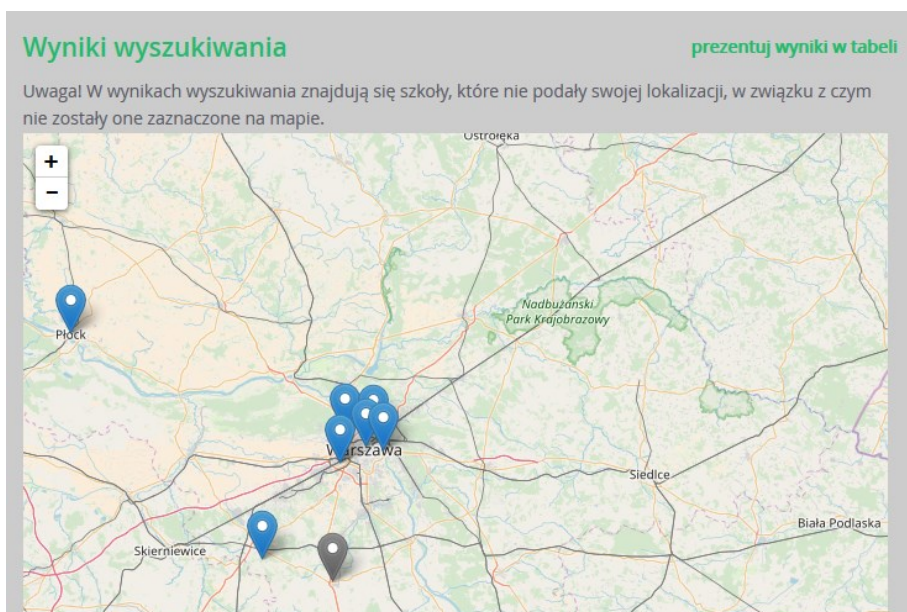 Wyniki wyszukiwania
prezentuj wyniki w tabeli
Uwaga! W wynikach wyszukiwania znajdują się szkoły, które nie podały swojej lokalizacji, w związku z czym
nie zostały one zaznaczone na mapie.
Ostrołęka
+
−
Nadbużański
Park Krajobrazowy
Płock
Warszawa
Siedlce
Biała Podlaska
Skierniewice